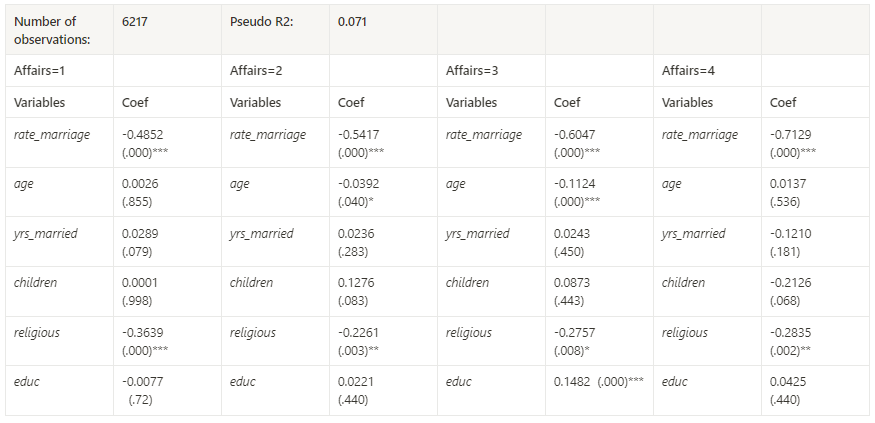 Number of observations: 6217 Pseudo R2: 0.071
Affairs=1 Affairs=2 Affairs=3 Affairs=4
Variables Coef Variables Coef Variables Coef Variables Coef
rate_marriage -0.4852 (.000)*** rate_marriage -0.5417 (.000)*** rate_marriage -0.6047 (.000)*** rate_marriage -0.7129 (.000)***
age 0.0026 (.855) age -0.0392 (.040)* age -0.1124 (.000)*** age 0.0137 (.536)
yrs_married 0.0289 (.079) yrs_married 0.0236 (.283) yrs_married 0.0243 (.450) yrs_married -0.1210 (.181)
children 0.0001 (.998) children 0.1276 (.083) children 0.0873 (.443) children -0.2126 (.068)
religious -0.3639 (.000)*** religious -0.2261 (.003)** religious -0.2757 (.008)* religious -0.2835 (.002)**
educ -0.0077 (.72) educ 0.0221 (.440) educ 0.1482 (.000)*** educ 0.0425 (.440)